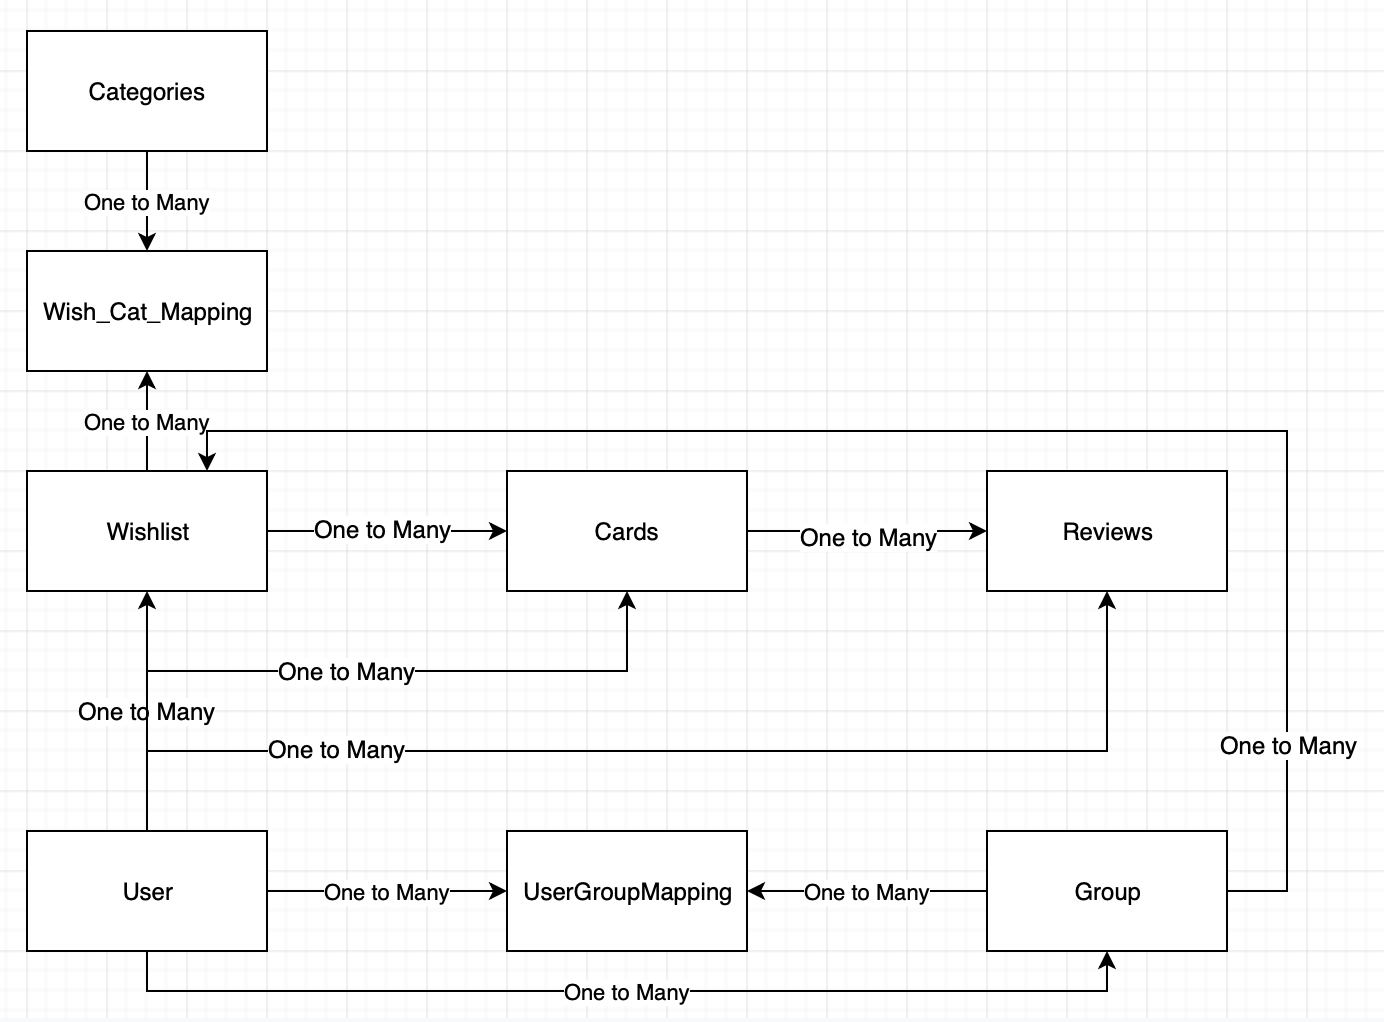 Categories
One to Many
Wish_Cat_Mapping
One to Many
Wishlist
One to Many
Cards
One to Many
Reviews
One to Many
One to Many
One to Many
One to Many
User
One to Many
UserGroupMapping
One to Many
Group
One to Many